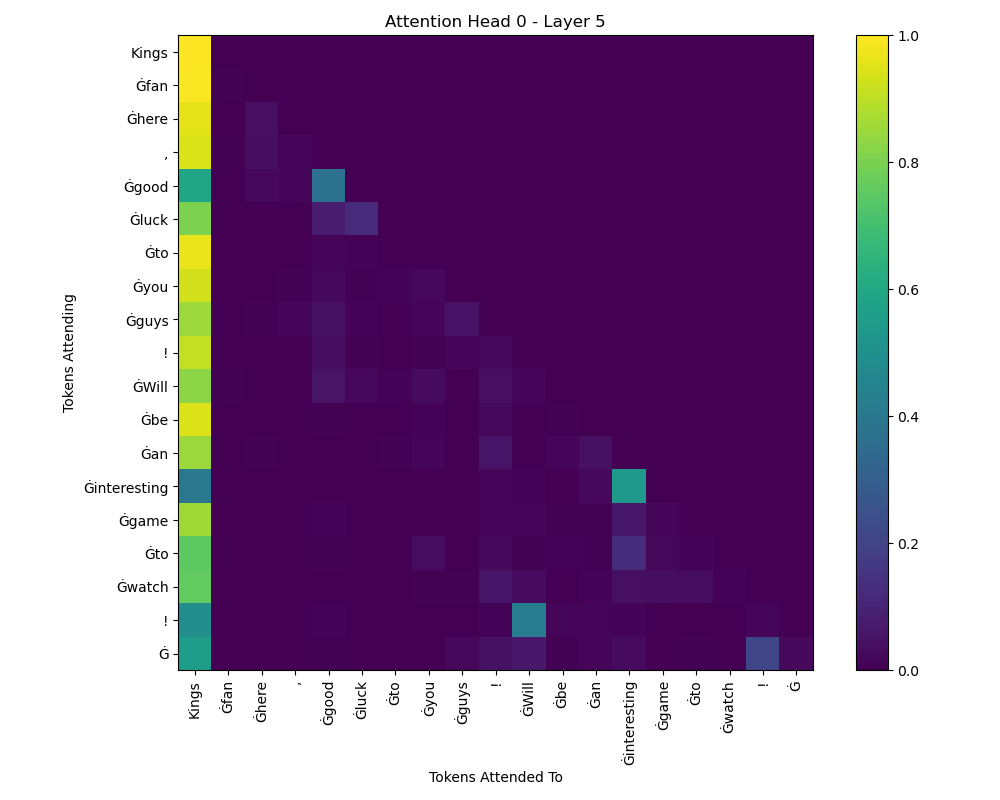 Attention Head 0 - Layer 5
Kings
Ġfan
Ġhere
,
Ġgood
Ġluck
Ġto
Ġyou
Ġguys
!
ĠWill
Ġbe
Ġan
Ġinteresting
Ġgame
Ġto
Ġwatch
!
Ġ
Tokens Attending
Kings
Ġfan
Ġhere
,
Ġgood
Ġluck
Ġto
Ġyou
Ġguys
!
ĠWill
Ġbe
Ġan
Ġinteresting
Ġgame
Ġto
Ġwatch
!
Ġ
Tokens Attended To
1.0
0.8
0.6
0.4
0.2
0.0